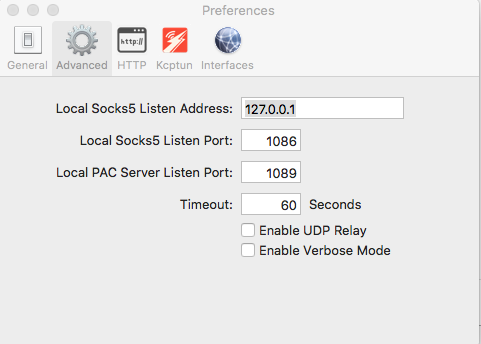 Preferences
General Advanced HTTP Kcptun Interfaces
http://
Local Socks5 Listen Address: 127.0.0.1
Local Socks5 Listen Port: 1086
Local PAC Server Listen Port: 1089
Timeout: 60 Seconds
Enable UDP Relay
Enable Verbose Mode